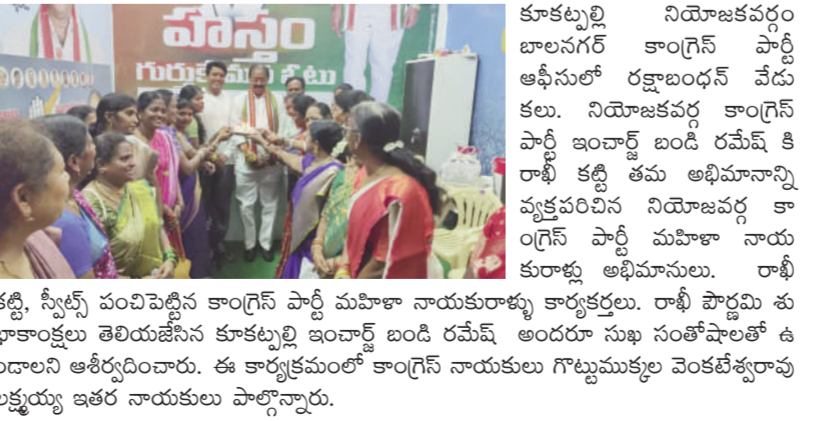 హస్తం
గుర్తుకే మన ఓటు
కూకట్పల్లి నియోజకవర్గం
బాలనగర్ కాంగ్రెస్ పార్టీ
ఆఫీసులో రక్షాబంధన్ వేడు
కలు. నియోజకవర్గ కాంగ్రెస్
పార్టీ ఇంచార్జ్ బండి రమేష్ కి
రాఖీ కట్టి తమ అభిమానాన్ని
వ్యక్తపరిచిన నియోజవర్గ కా
ంగ్రెస్ పార్టీ మహిళా నాయ
కురాళ్లు అభిమానులు. రాఖీ
కట్టి, స్వీట్స్ పంచిపెట్టిన కాంగ్రెస్ పార్టీ మహిళా నాయకురాళ్ళు కార్యకర్తలు. రాఖీ పౌర్ణమి శు
భాకాంక్షలు తెలియజేసిన కూకట్పల్లి ఇంచార్జ్ బండి రమేష్ అందరూ సుఖ సంతోషాలతో ఉ
ండాలని ఆశీర్వదించారు. ఈ కార్యక్రమంలో కాంగ్రెస్ నాయకులు గొట్టుముక్కల వెంకటేశ్వరావు
లక్ష్మయ్య ఇతర నాయకులు పాల్గొన్నారు.